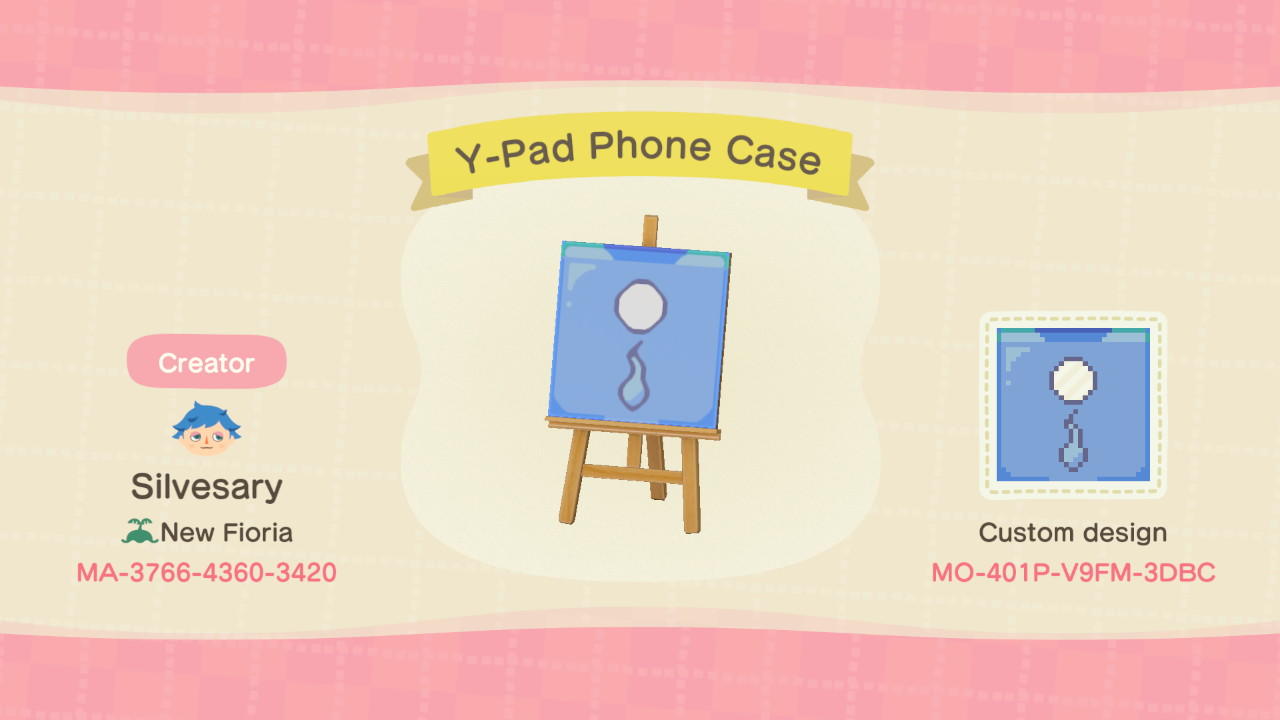 Y-Pad Phone Case
Creator
Silvesary
New Fioria
MA-3766-4360-3420
Custom design
MO-401P-V9FM-3DBC